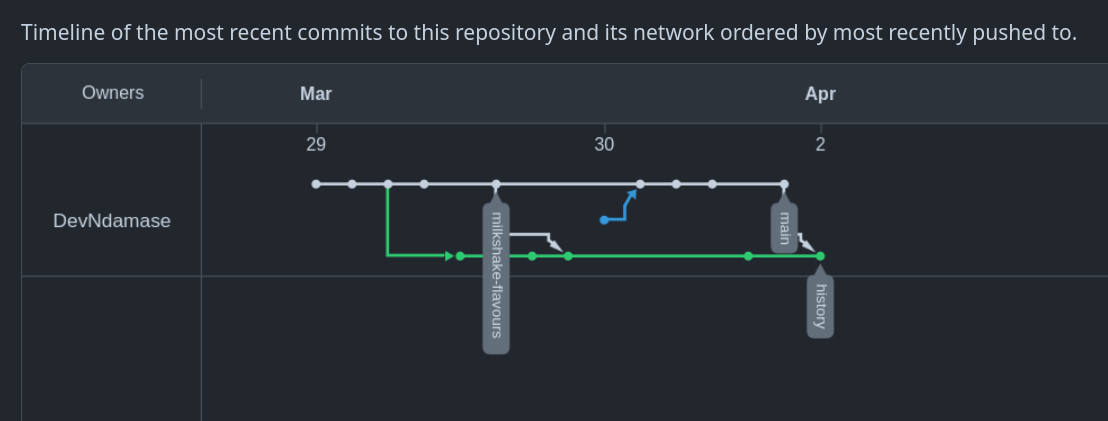 Timeline of the most recent commits to this repository and its network ordered by most recently pushed to.
Owners
Mar
Apr
29
30
2
DevNdamase
milkshake-flavours
main
history